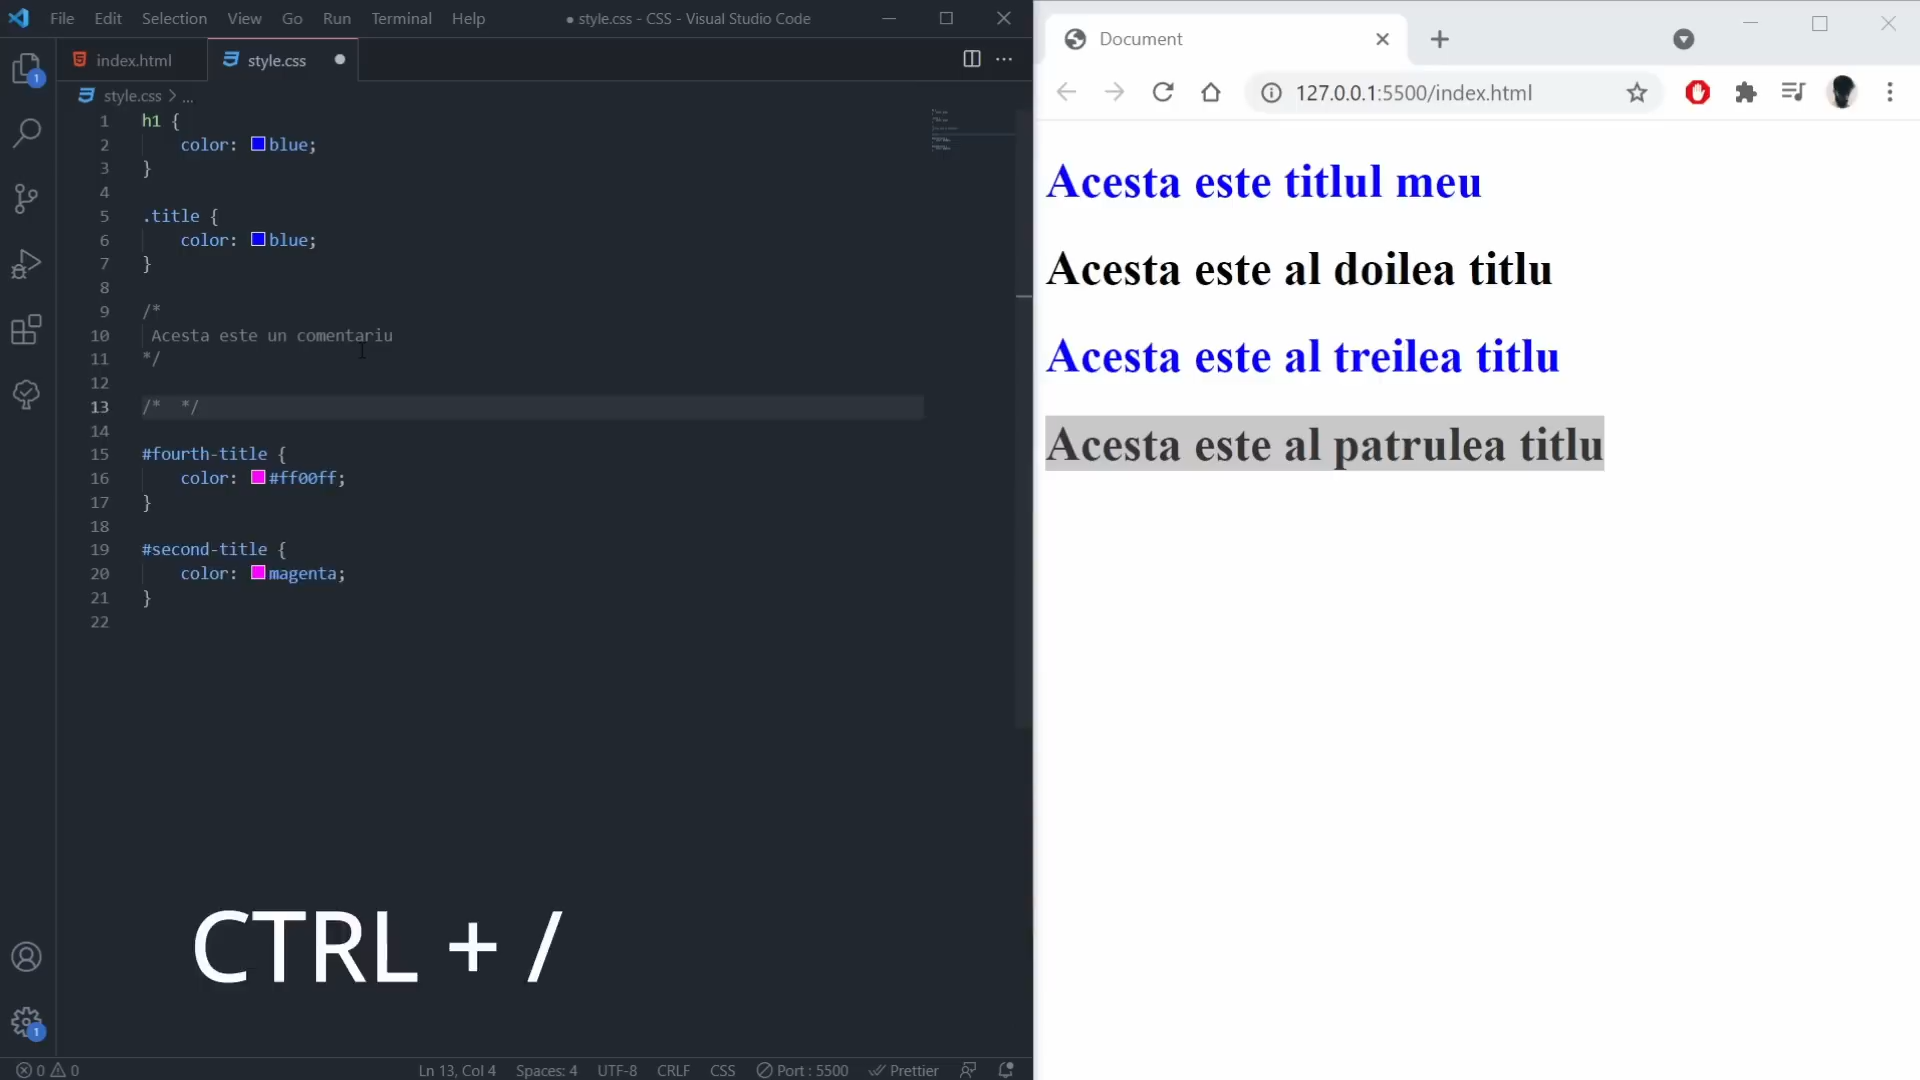 File Edit Selection View Go Run Terminal Help
● style.css - CSS - Visual Studio Code
index.html
style.css
style.css > ...
1 h1 {
2 color: blue;
3 }
4
5 .title {
6 color: blue;
7 }
8
9 /*
10 Acesta este un comentariu
11 */
12
13 /*  */
14
15 #fourth-title {
16 color: #ff00ff;
17 }
18
19 #second-title {
20 color: magenta;
21 }
22
CTRL + /
1
1
0 0 Ln 13, Col 4 Spaces: 4 UTF-8 CRLF CSS Port : 5500 Prettier
Document
127.0.0.1:5500/index.html
Acesta este titlul meu
Acesta este al doilea titlu
Acesta este al treilea titlu
Acesta este al patrulea titlu